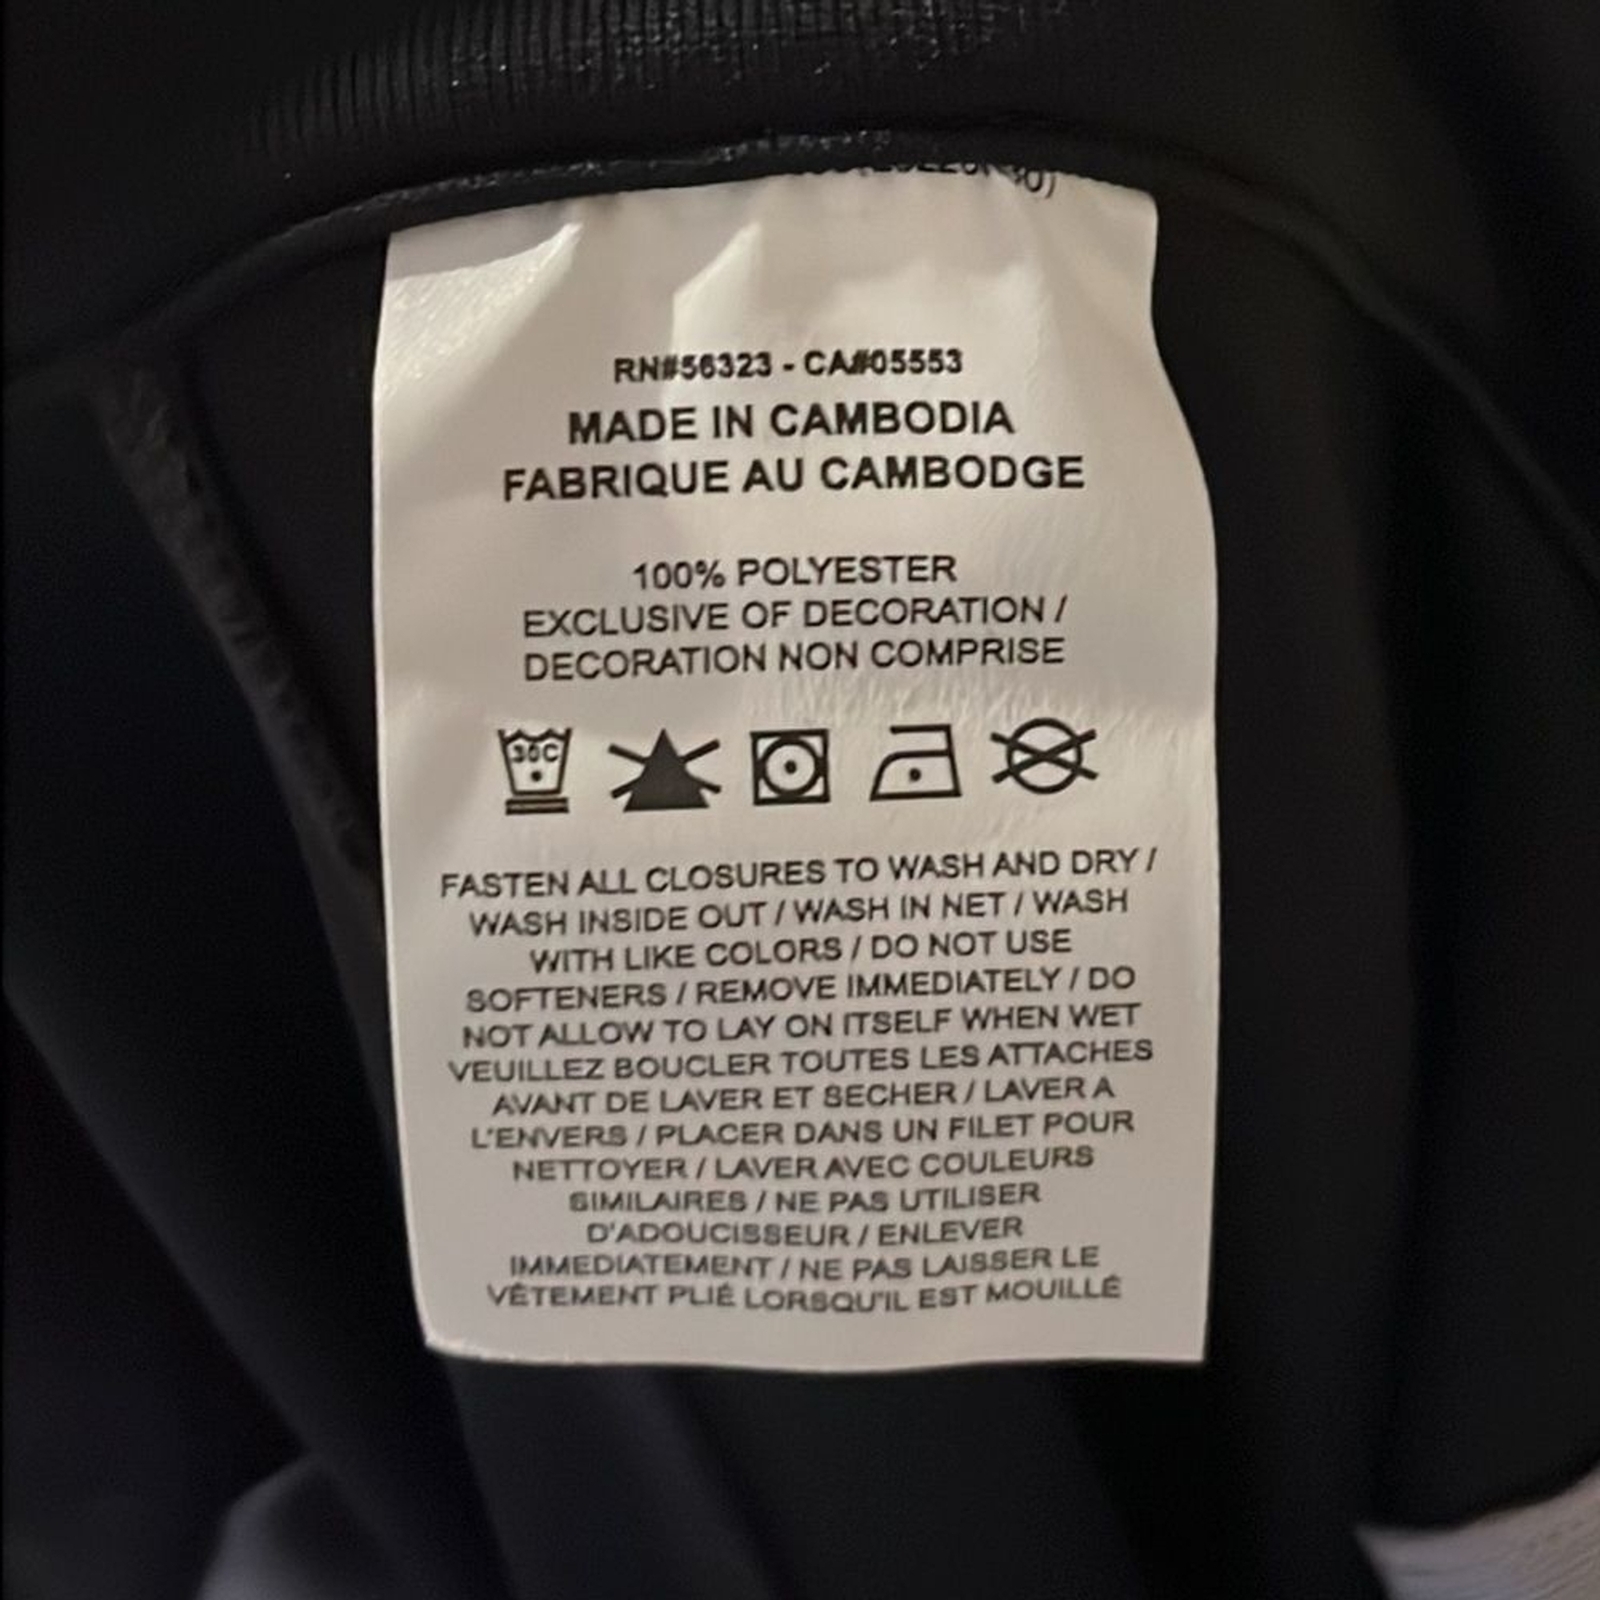 RN#56323 - CA#05553
MADE IN CAMBODIA
FABRIQUE AU CAMBODGE
100% POLYESTER
EXCLUSIVE OF DECORATION /
DECORATION NON COMPRISE
30C
FASTEN ALL CLOSURES TO WASH AND DRY /
WASH INSIDE OUT / WASH IN NET / WASH
WITH LIKE COLORS / DO NOT USE
SOFTENERS / REMOVE IMMEDIATELY / DO
NOT ALLOW TO LAY ON ITSELF WHEN WET
VEUILLEZ BOUCLER TOUTES LES ATTACHES
AVANT DE LAVER ET SECHER / LAVER A
L'ENVERS / PLACER DANS UN FILET POUR
NETTOYER / LAVER AVEC COULEURS
SIMILAIRES / NE PAS UTILISER
D'ADOUCISSEUR / ENLEVER
IMMEDIATEMENT / NE PAS LAISSER LE
VÊTEMENT PLIÉ LORSQU'IL EST MOUILLÉ